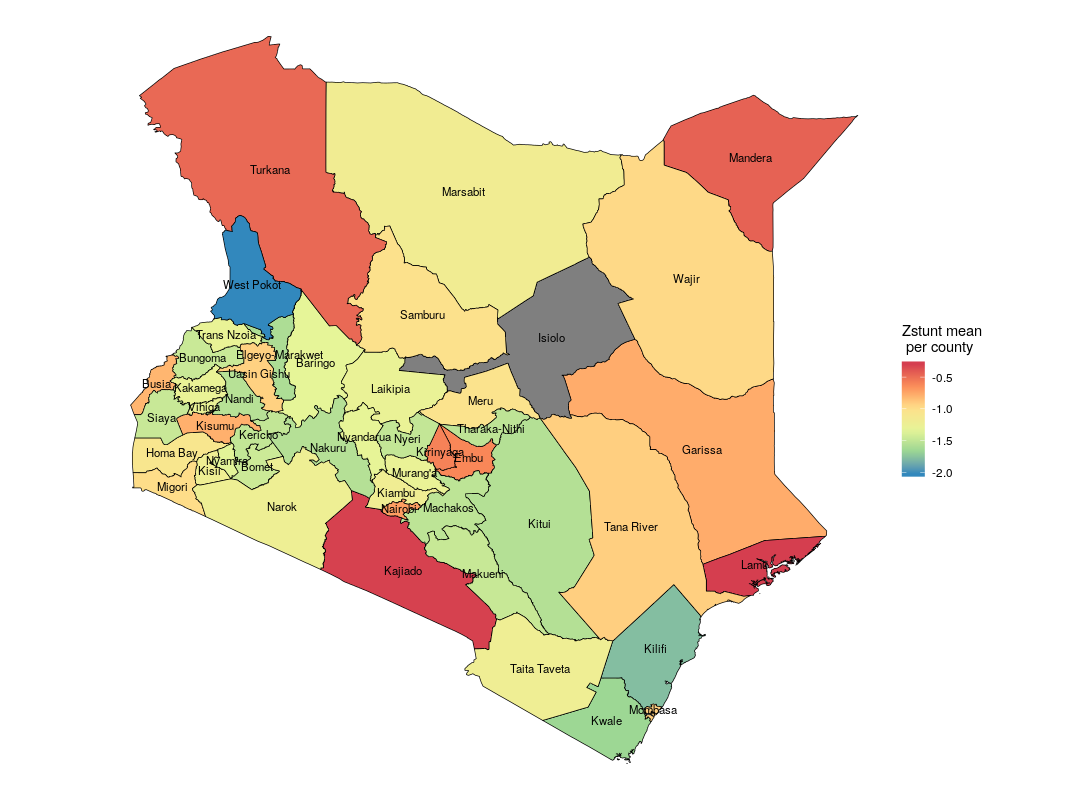 Mandera
Turkana
Marsabit
Wajir
West Pokot
Samburu
Isiolo
Trans Nzoia
Elgeyo-Marakwet
Bungoma
Baringo
Uasin Gishu
Busia
Kakamega
Laikipia
Nandi
Meru
Vihiga
Siaya
Kisumu
Kericho
Tharaka-Nithi
Nyandarua
Nyeri
Nakuru
Homa Bay
Kirinyaga
Embu
Nyamira
Kisii
Bomet
Murang'a
Garissa
Migori
Kiambu
Narok
Nairobi
Machakos
Kitui
Tana River
Kajiado
Makueni
Lamu
Taita Taveta
Kilifi
Kwale
Mombasa
Zstunt mean
per county
-0.5
-1.0
-1.5
-2.0